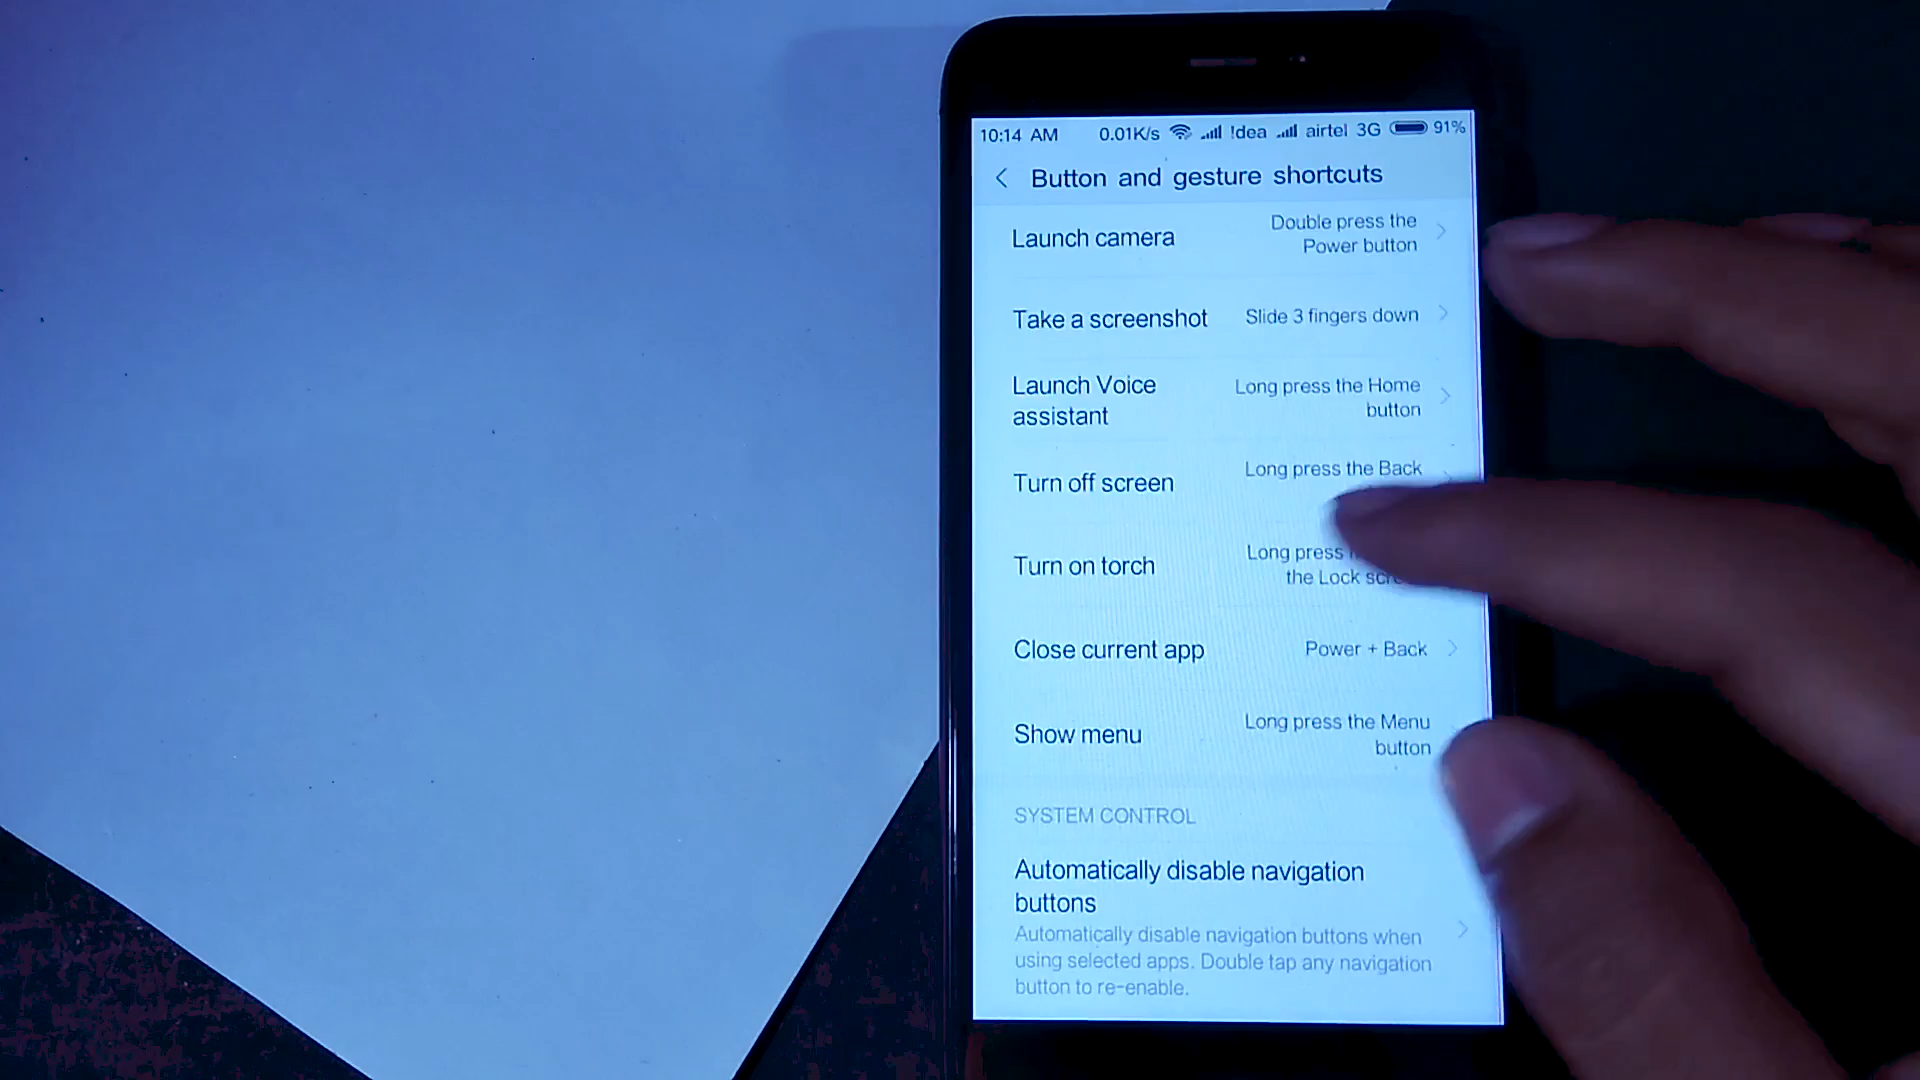 10:14 AM 0.01K/s !dea airtel 3G 91%
Button and gesture shortcuts
Launch camera
Double press the
Power button
Take a screenshot
Slide 3 fingers down
Launch Voice
assistant
Long press the Home
button
Turn off screen
Long press the Back
Turn on torch
Long press
the Lock
Close current app
Power + Back
Show menu
Long press the Menu
button
SYSTEM CONTROL
Automatically disable navigation
buttons
Automatically disable navigation buttons when
using selected apps. Double tap any navigation
button to re-enable.